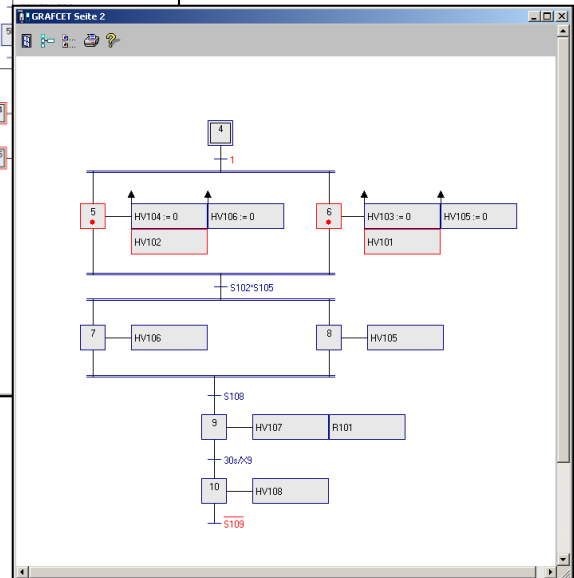 GRAFCET Seite 2
4
1
5
HV104 := 0
HV106 := 0
6
HV103 := 0
HV105 := 0
HV102
HV101
S102*S105
7
HV106
8
HV105
S108
9
HV107
R101
30s/X9
10
HV108
S109